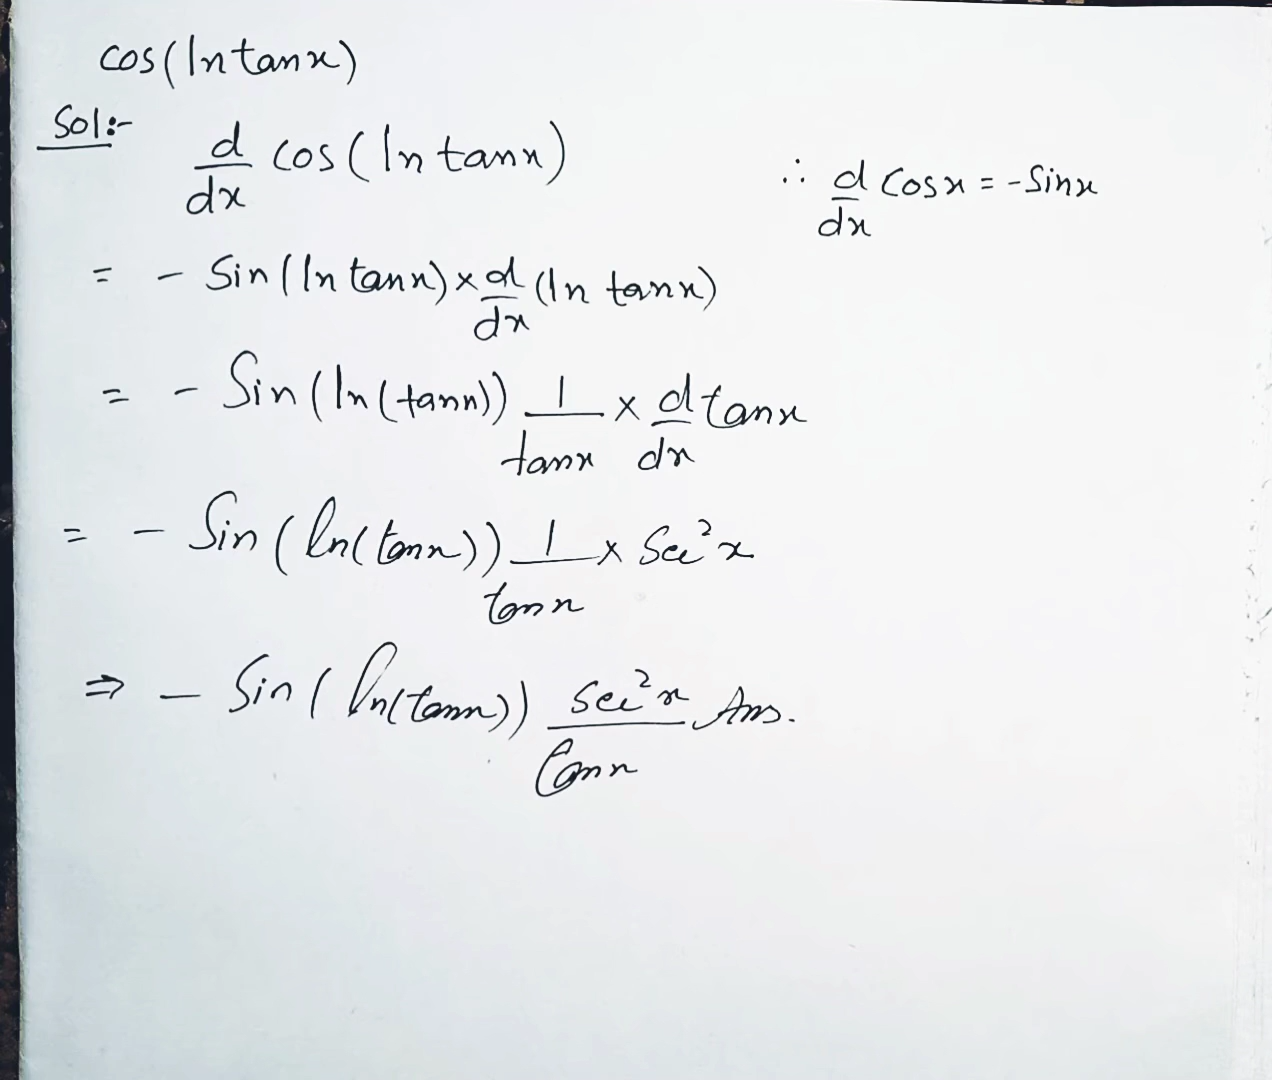 cos(ln tanx)
Sol:-
d/dx cos(ln tanx)
∴ d/dx Cosx = -Sinx
= - Sin(ln tanx) × d/dx (ln tanx)
= - Sin(ln(tanx)) 1/tanx × d/dx tanx
= - Sin(ln(tanx)) 1/tanx × Sec²x
⇒ - Sin(ln(tanx)) Sec²x/tanx Ans.